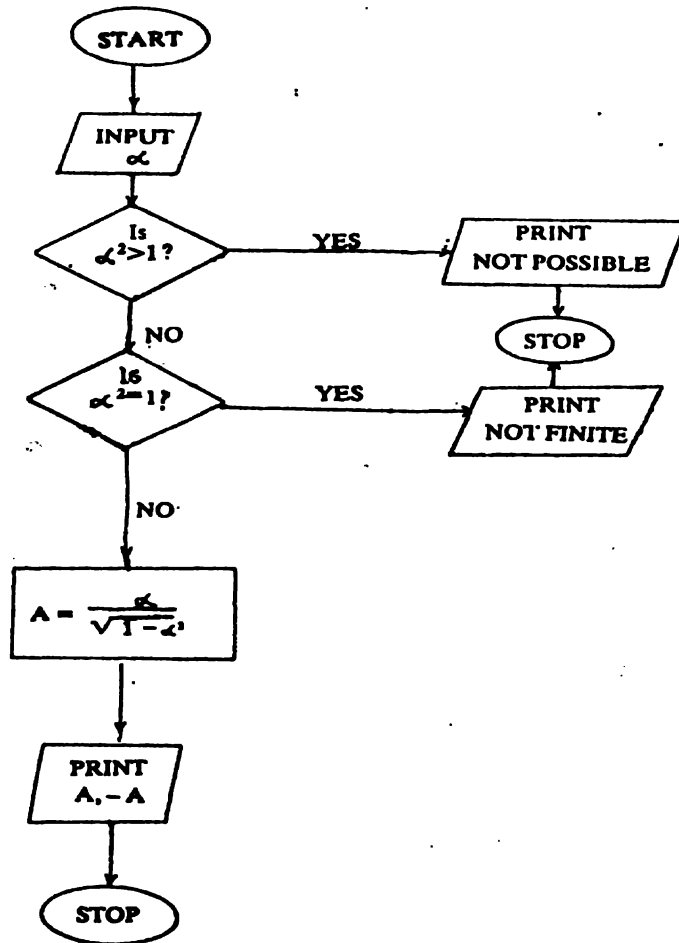 START
INPUT
α
Is
α²>1?
YES
PRINT
NOT POSSIBLE
STOP
NO
Is
α²=1?
YES
PRINT
NOT FINITE
NO
A = α / √1-α²
PRINT
A, - A
STOP